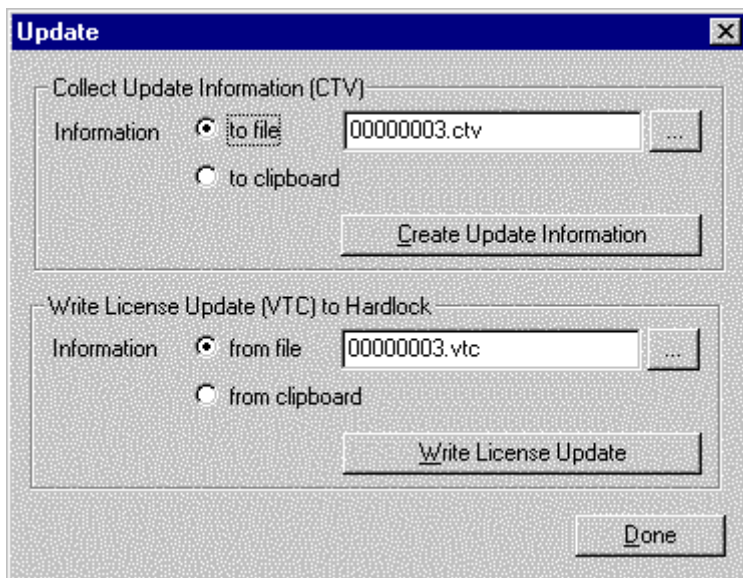 Update
Collect Update Information (CTV)
Information to file 00000003.ctv ...
to clipboard
Create Update Information
Write License Update (VTC) to Hardlock
Information from file 00000003.vtc ...
from clipboard
Write License Update
Done